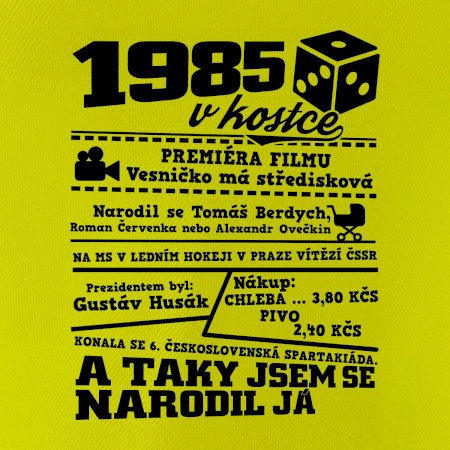 1985
v kostce
PREMIÉRA FILMU
Vesničko má středisková
Narodil se Tomáš Berdych,
Roman Červenka nebo Alexandr Ovečkin
NA MS V LEDNÍM HOKEJI V PRAZE VÍTĚZÍ ČSSR
Prezidentem byl:
Gustáv Husák
Nákup:
CHLEBA ... 3,80 KČS
PIVO
2,40 KČS
KONALA SE 6. ČESKOSLOVENSKÁ SPARTAKIÁDA.
A TAKY JSEM SE
NARODIL JÁ